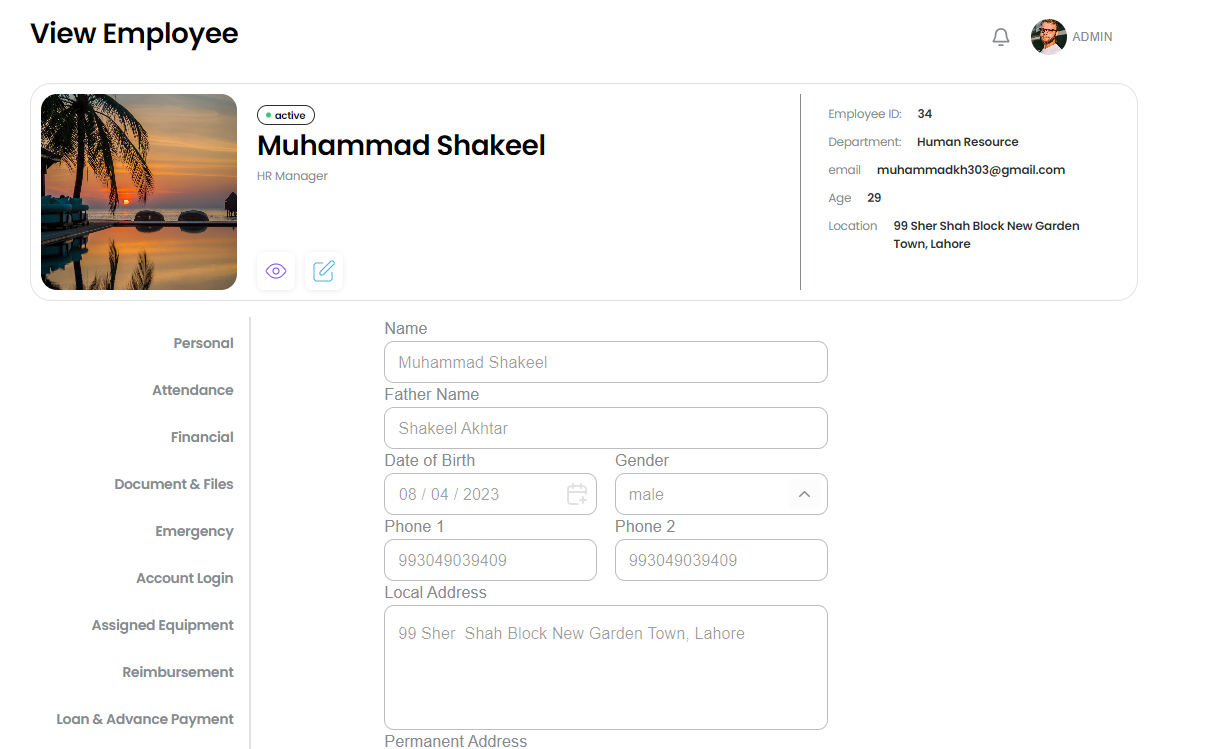 View Employee
ADMIN
active
Muhammad Shakeel
HR Manager
Employee ID: 34
Department: Human Resource
email muhammadkh303@gmail.com
Age 29
Location 99 Sher Shah Block New Garden
Town, Lahore
Personal
Attendance
Financial
Document & Files
Emergency
Account Login
Assigned Equipment
Reimbursement
Loan & Advance Payment
Name
Muhammad Shakeel
Father Name
Shakeel Akhtar
Date of Birth Gender
08 / 04 / 2023 male
Phone 1 Phone 2
993049039409 993049039409
Local Address
99 Sher  Shah Block New Garden Town, Lahore
Permanent Address